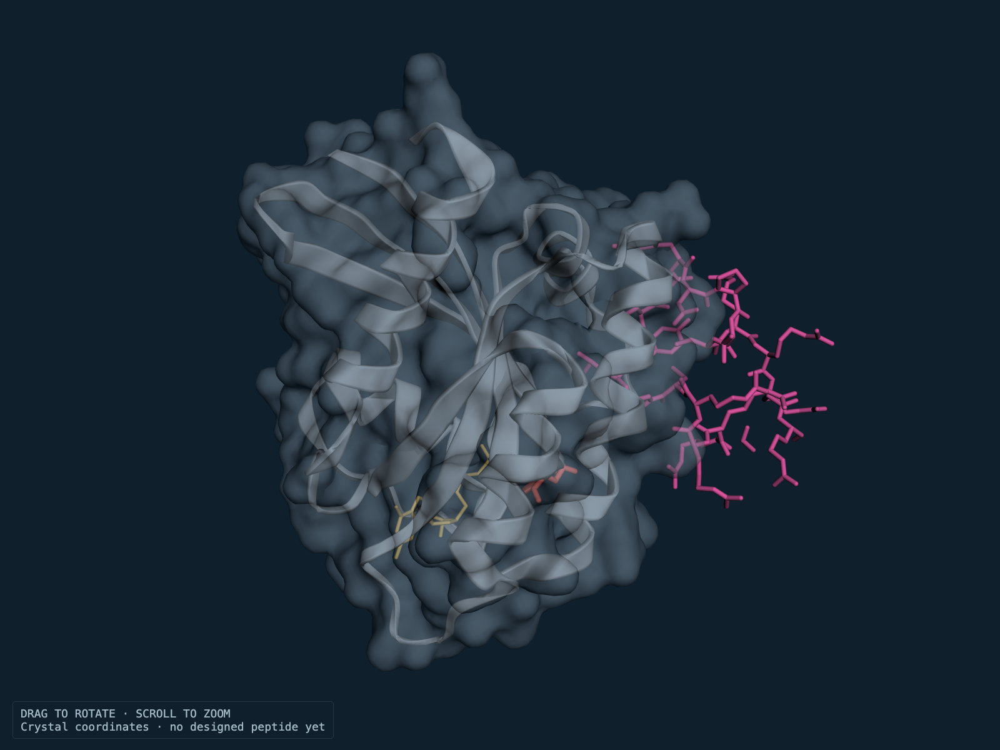 DRAG TO ROTATE · SCROLL TO ZOOM
Crystal coordinates · no designed peptide yet